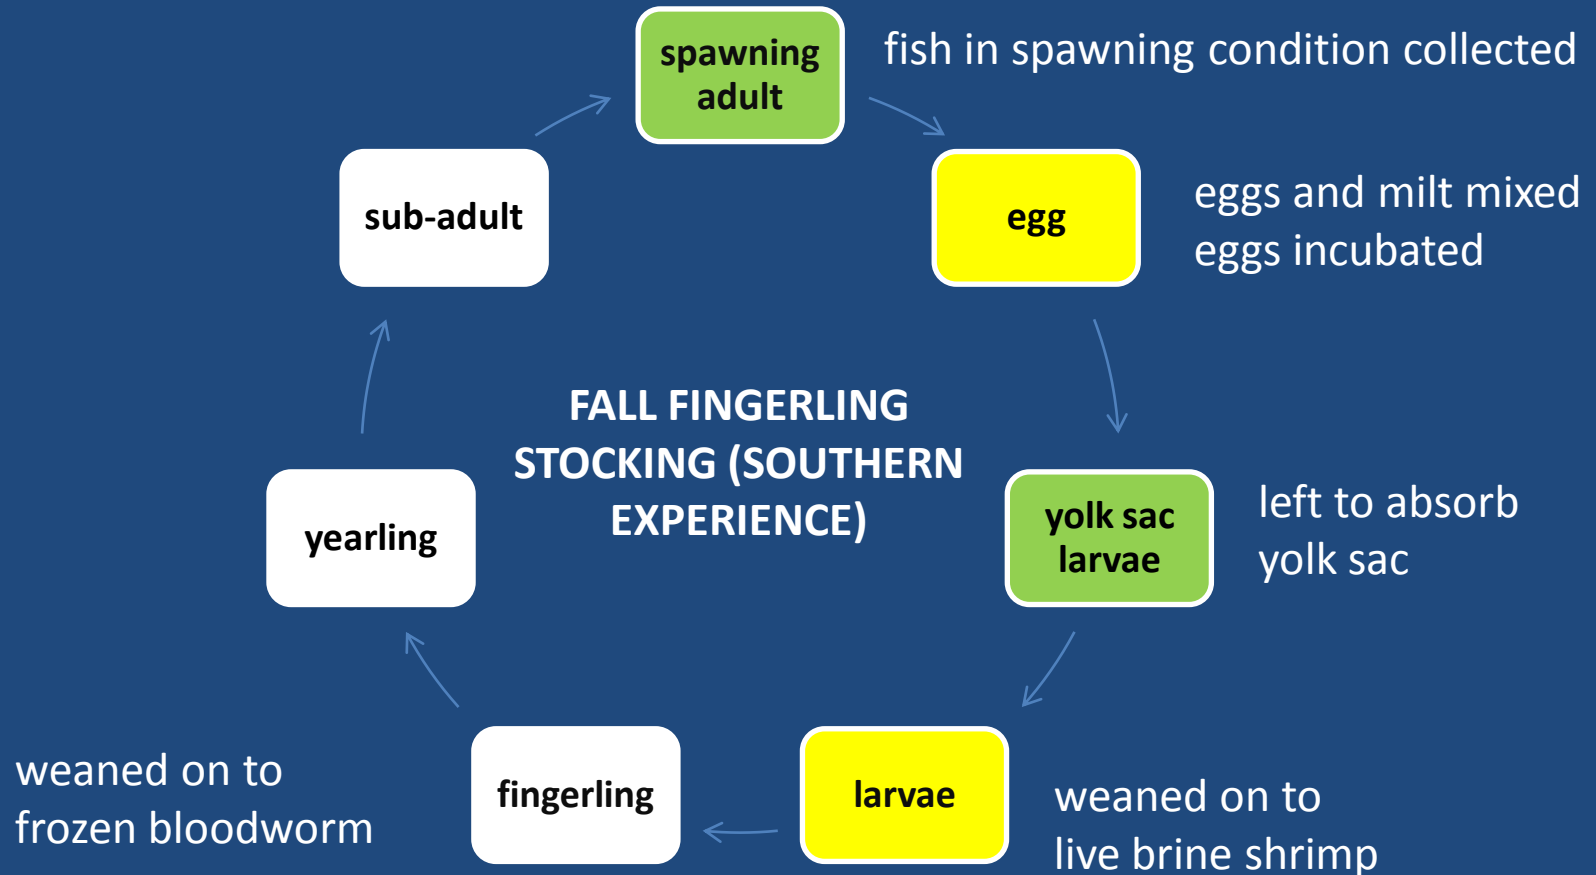 spawning
adult
fish in spawning condition collected
egg
eggs and milt mixed
eggs incubated
yolk sac
larvae
left to absorb
yolk sac
larvae
weaned on to
live brine shrimp
fingerling
weaned on to
frozen bloodworm
yearling
sub-adult
FALL FINGERLING
STOCKING (SOUTHERN
EXPERIENCE)